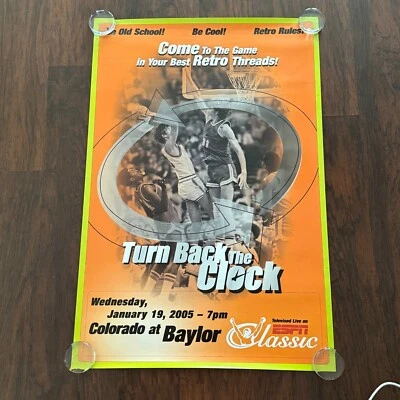 Old School! Be Cool! Retro Rules!
Come To The Game
in Your Best Retro Threads!
Turn Back The
Clock
Wednesday,
January 19, 2005 – 7pm
Colorado at Baylor
Televised Live on
ESPN
Classic